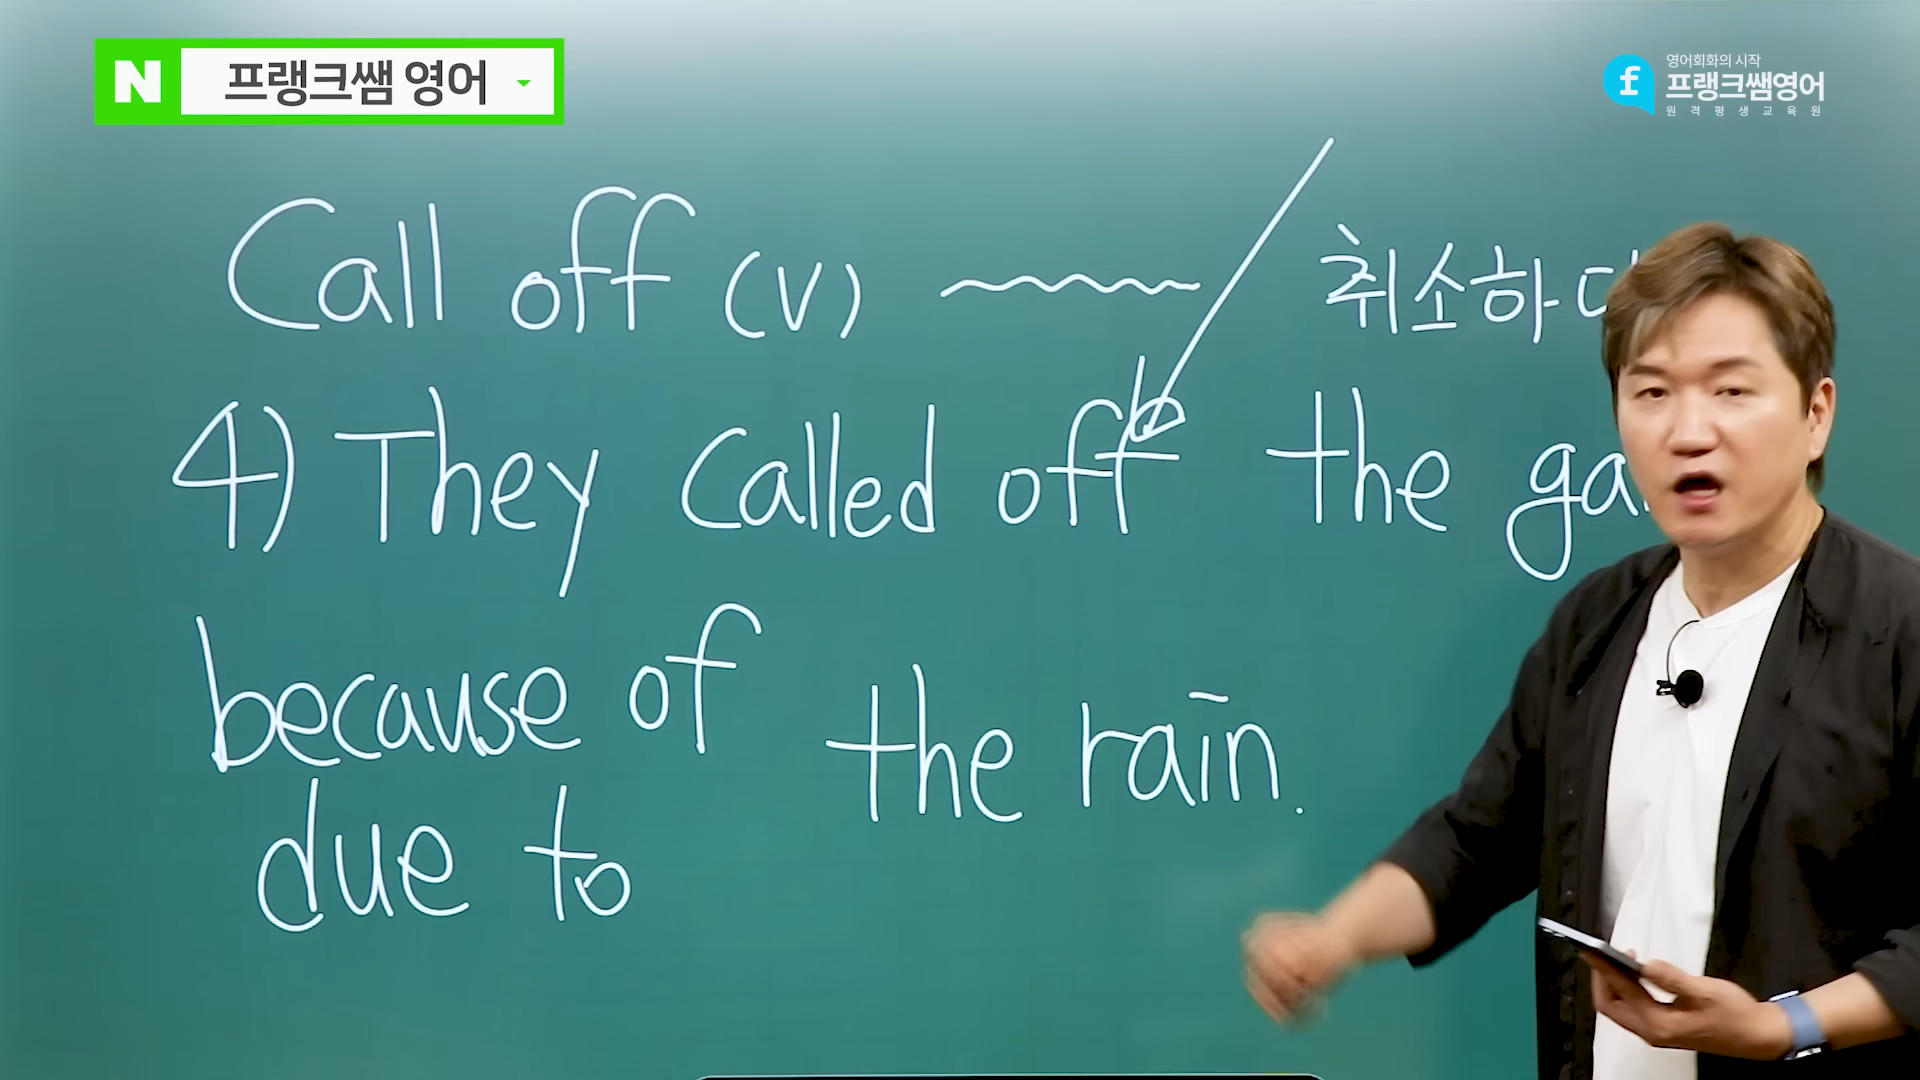 N 프랭크쌤 영어
영어회화의 시작
프랭크쌤영어
원격평생교육원
Call off (v) 취소하다
4) They called off the
because of the rain.
due to